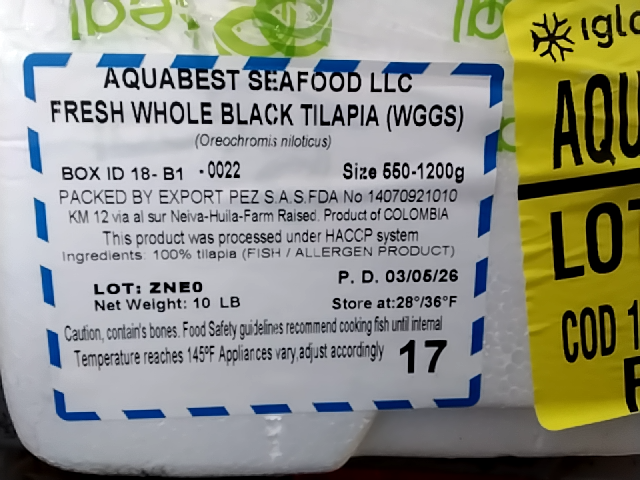 AQUABEST SEAFOOD LLC
FRESH WHOLE BLACK TILAPIA (WGGS)
(Oreochromis niloticus)
BOX ID 18- B1 -0022 Size 550-1200g
PACKED BY EXPORT PEZ S.A.S.FDA No 14070921010
KM 12 via al sur Neiva-Huila-Farm Raised. Product of COLOMBIA
This product was processed under HACCP system
Ingredients: 100% tilapia (FISH / ALLERGEN PRODUCT)
LOT: ZNE0 P. D. 03/05/26
Net Weight: 10 LB Store at:28°/36°F
Caution, contain's bones. Food Safety guidelines recommend cooking fish until internal
Temperature reaches 145ºF Appliances vary,adjust accordingly 17
iglo
AQU
LOT
COD 1